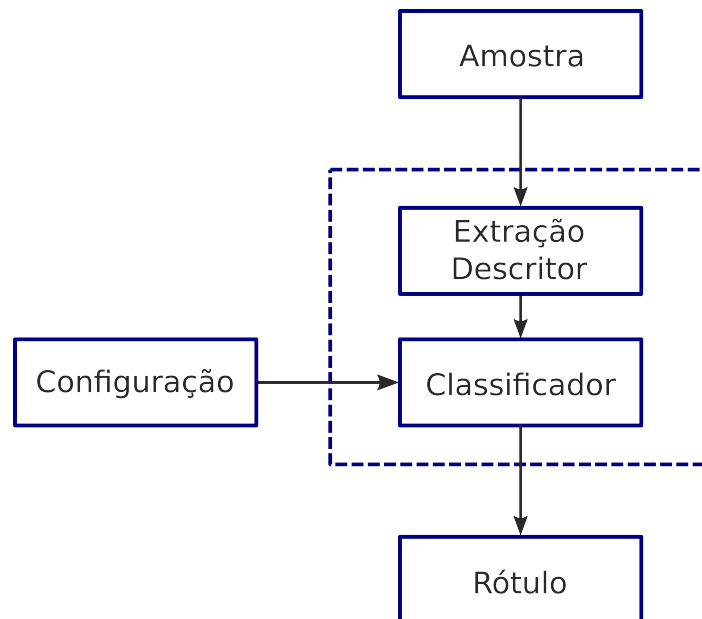 Amostra
Extração
Descritor
Configuração
Classificador
Rótulo